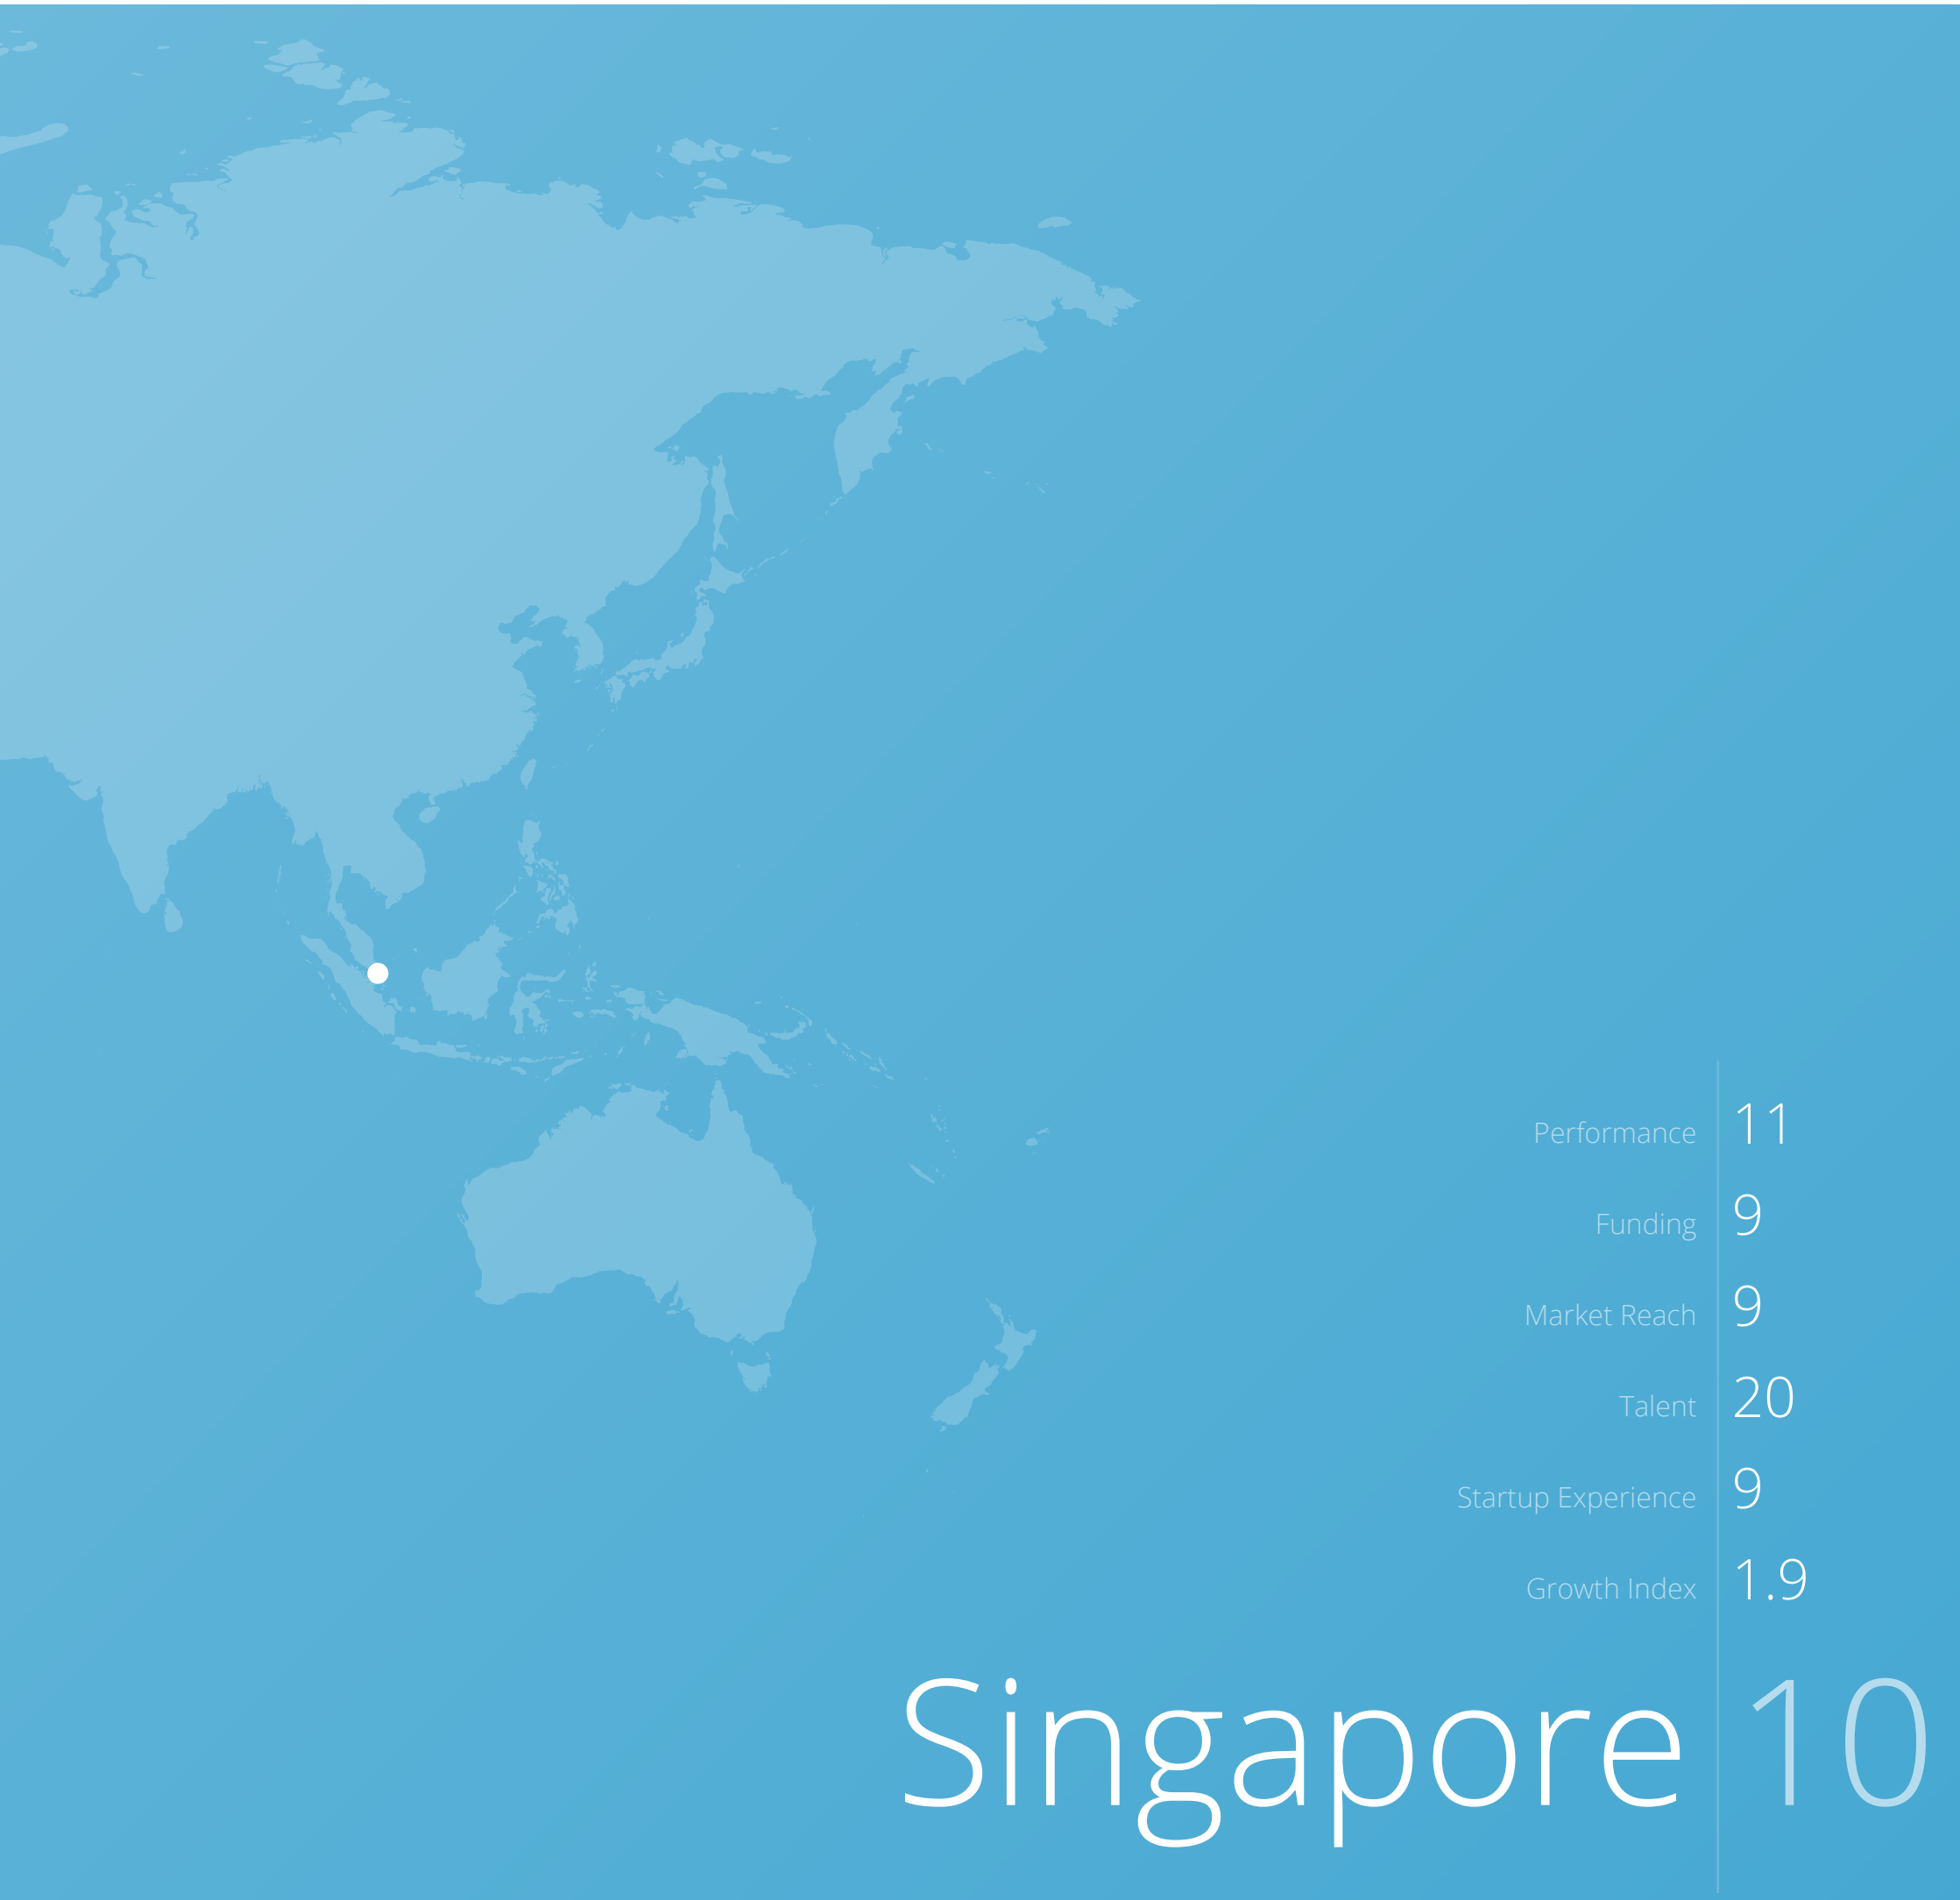 Performance 11
Funding 9
Market Reach 9
Talent 20
Startup Experience 9
Growth Index 1.9
Singapore 10